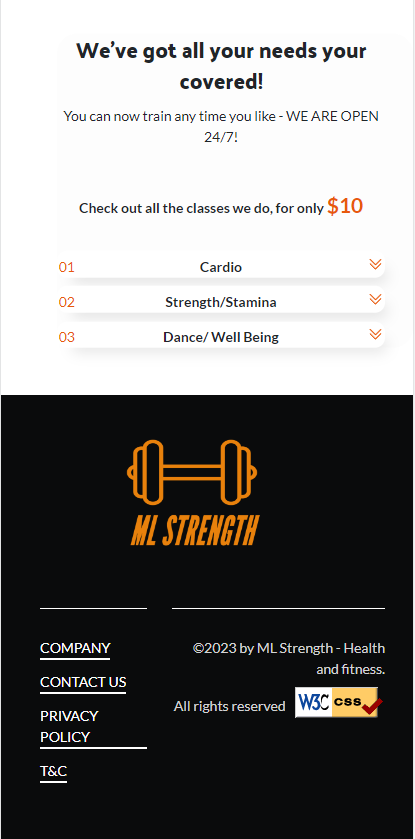 We've got all your needs your
covered!
You can now train any time you like - WE ARE OPEN
24/7!
Check out all the classes we do, for only $10
01 Cardio
02 Strength/Stamina
03 Dance/ Well Being
ML STRENGTH
COMPANY
CONTACT US
PRIVACY
POLICY
T&C
©2023 by ML Strength - Health
and fitness.
All rights reserved W3C css